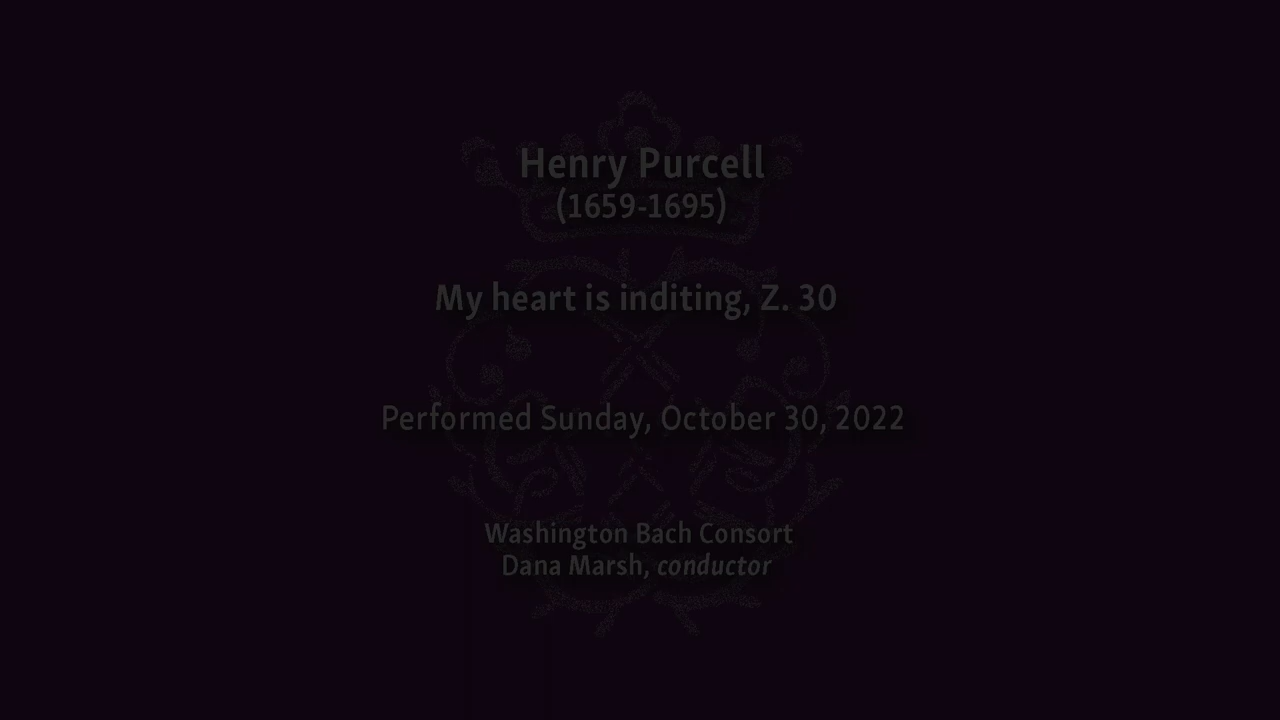 Henry Purcell
(1659-1695)
My heart is inditing, Z. 30
Performed Sunday, October 30, 2022
Washington Bach Consort
Dana Marsh, conductor